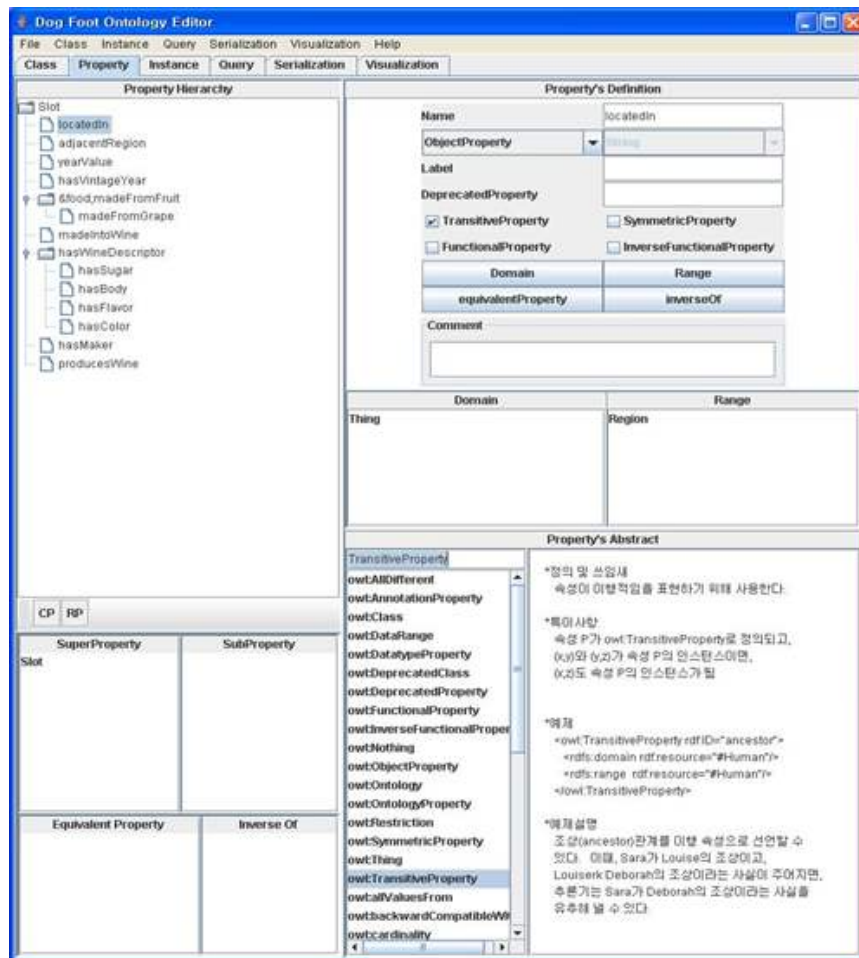 Dog Foot Ontology Editor
File Class Instance Query Serialization Visualization Help
Class Property Instance Query Serialization Visualization
Property Hierarchy
Slot
locatedIn
adjacentRegion
yearValue
hasVintageYear
&food;madeFromFruit
madeFromGrape
madeIntoWine
hasWineDescriptor
hasSugar
hasBody
hasFlavor
hasColor
hasMaker
producesWine
CP RP
SuperProperty SubProperty
Slot
Equivalent Property Inverse Of
Property's Definition
Name locatedIn
ObjectProperty
Label
DeprecatedProperty
TransitiveProperty SymmetricProperty
FunctionalProperty InverseFunctionalProperty
Domain Range
equivalentProperty inverseOf
Comment
Domain Range
Thing Region
Property's Abstract
TransitiveProperty
owl:AllDifferent
owl:AnnotationProperty
owl:Class
owl:DataRange
owl:DatatypeProperty
owl:DeprecatedClass
owl:DeprecatedProperty
owl:FunctionalProperty
owl:InverseFunctionalProper
owl:Nothing
owl:ObjectProperty
owl:Ontology
owl:OntologyProperty
owl:Restriction
owl:SymmetricProperty
owl:Thing
owl:TransitiveProperty
owl:allValuesFrom
owl:backwardCompatibleWi
owl:cardinality
*정의 및 쓰임새
속성이 이행적임을 표현하기 위해 사용한다.
*특이사항
속성 P가 owl:TransitiveProperty로 정의되고,
(x,y)와 (y,z)가 속성 P의 인스턴스이면,
(x,z)도 속성 P의 인스턴스가 됨
*예제
<owl:TransitiveProperty rdf:ID="ancestor">
<rdfs:domain rdf:resource="#Human"/>
<rdfs:range rdf:resource="#Human"/>
</owl:TransitiveProperty>
*예제설명
조상(ancestor)관계를 이행 속성으로 선언할 수
있다. 이때, Sara가 Louise의 조상이고,
Louiserk Deborah의 조상이라는 사실이 주어지면,
추론기는 Sara가 Deborah의 조상이라는 사실을
유추해 낼 수 있다.